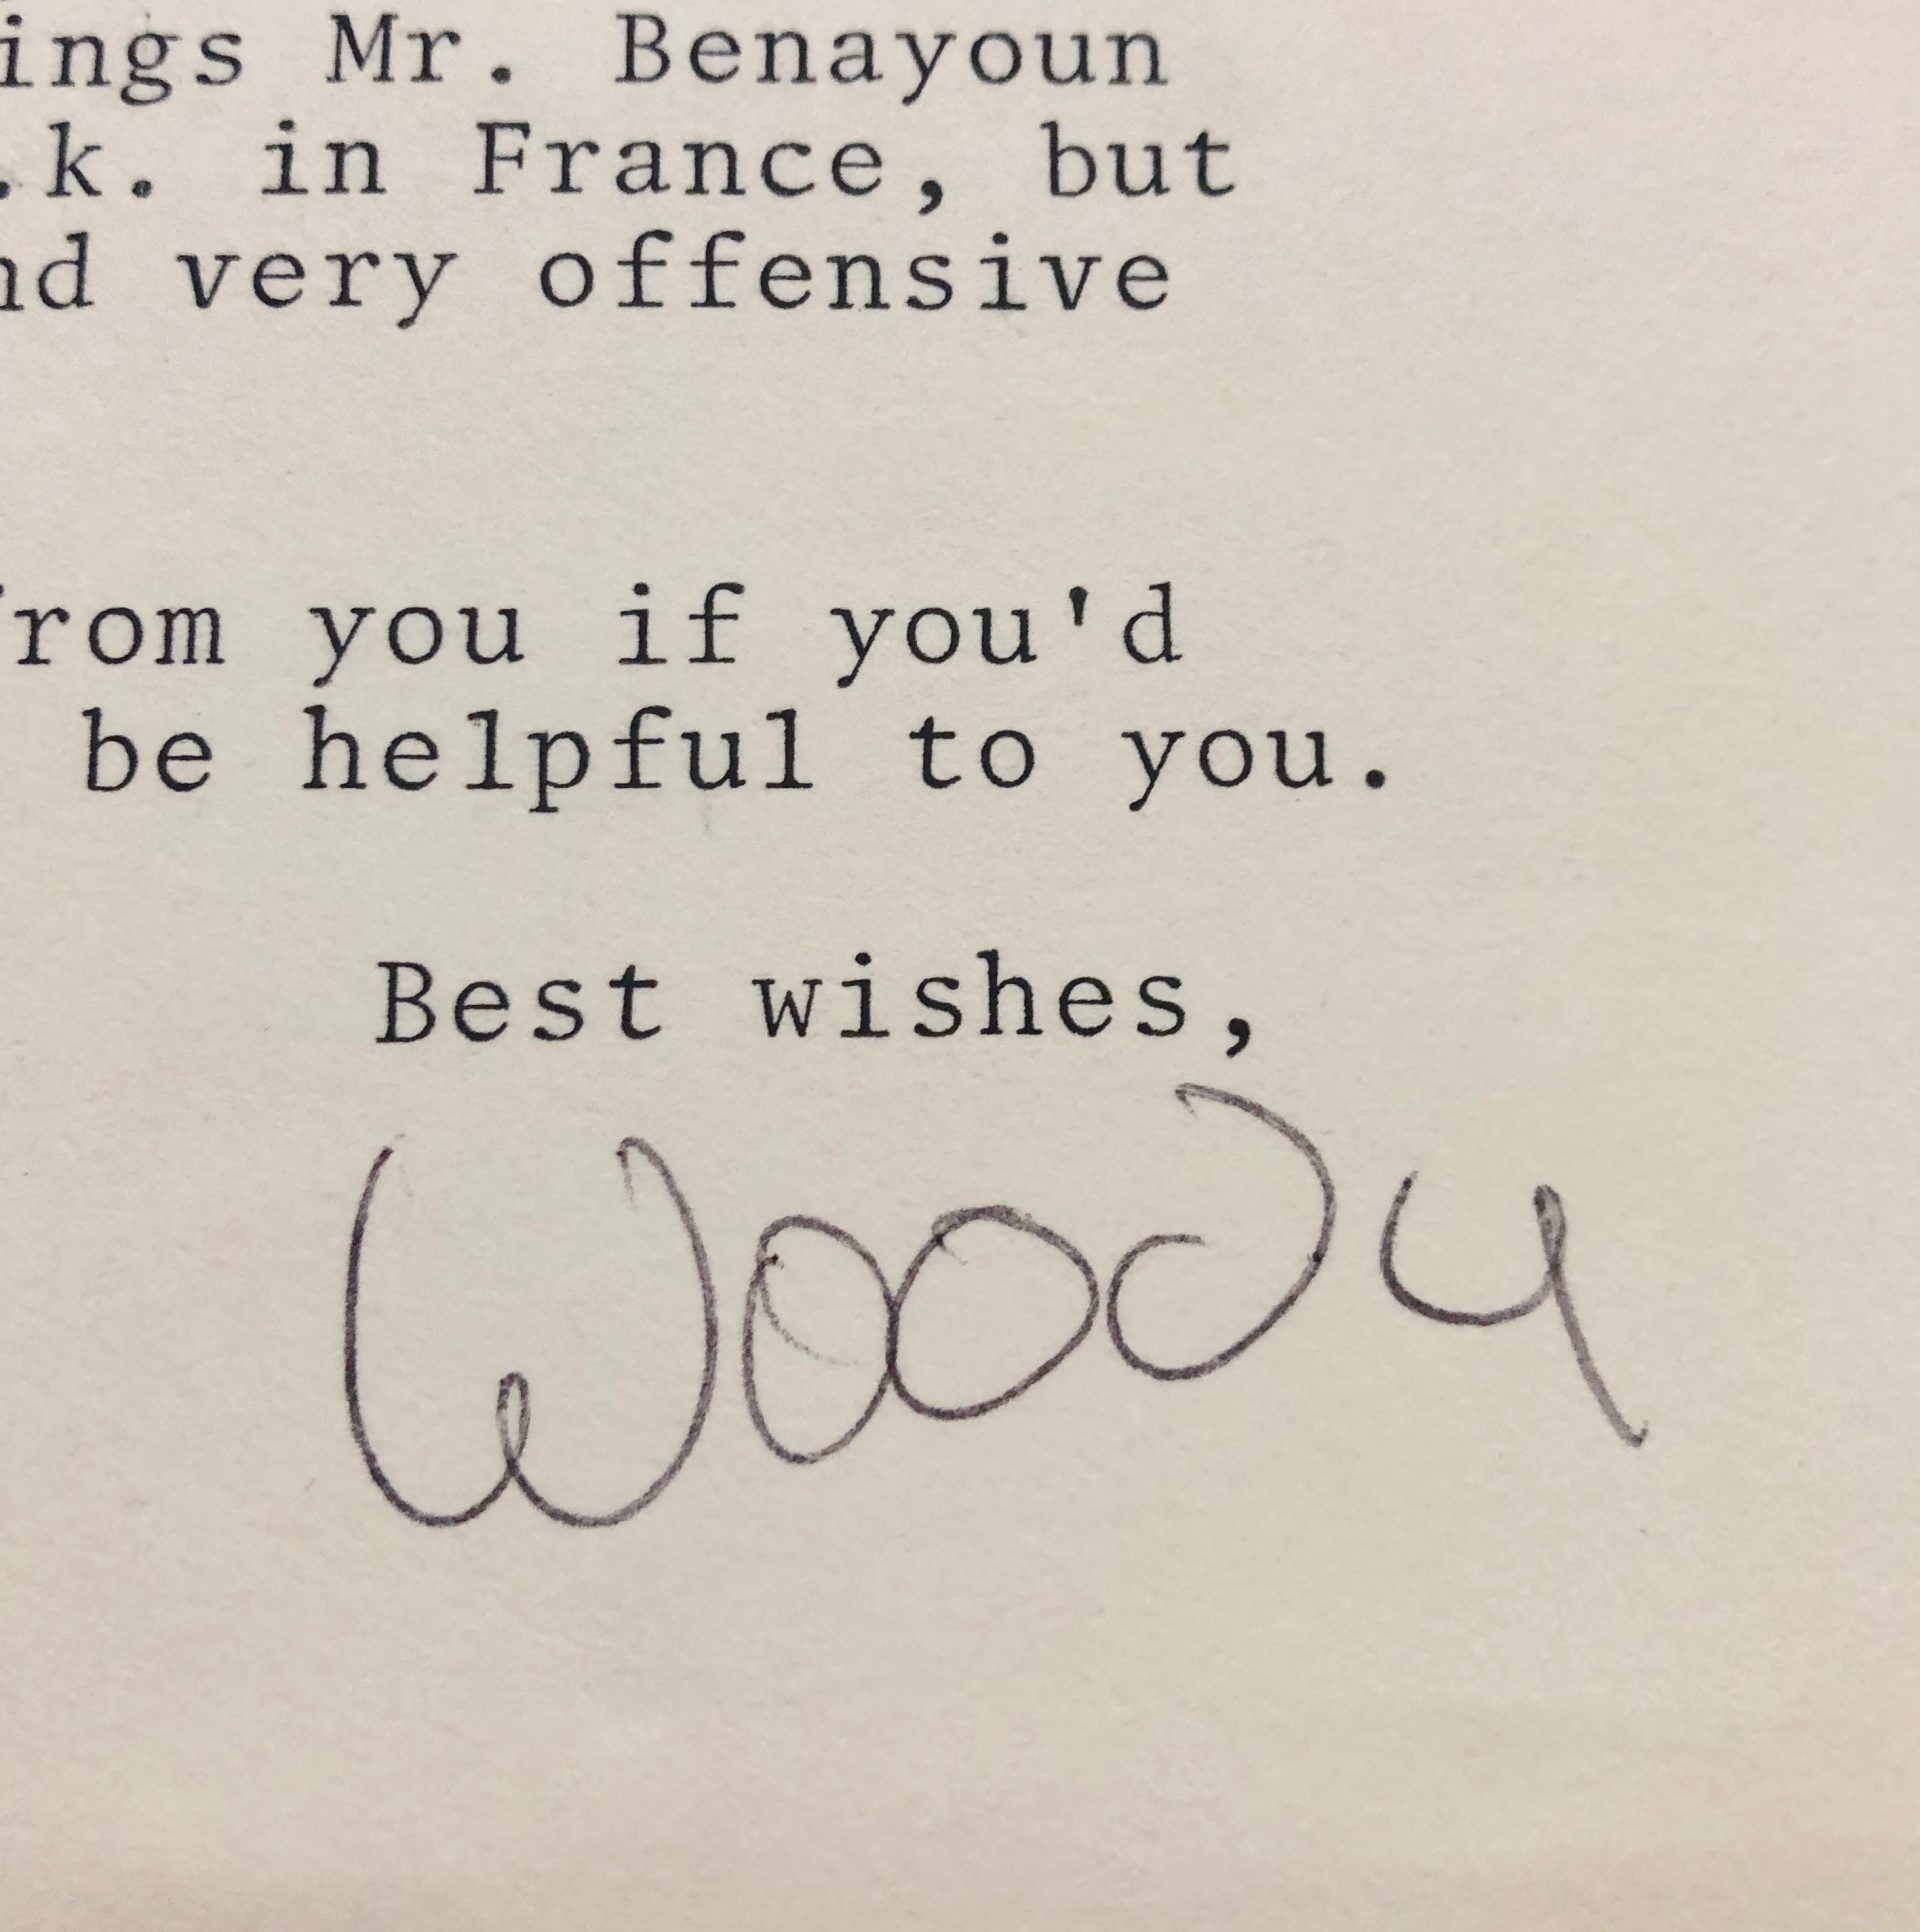 ings Mr. Benayoun
.k. in France, but
nd very offensive
from you if you'd
be helpful to you.
Best wishes,
Woody